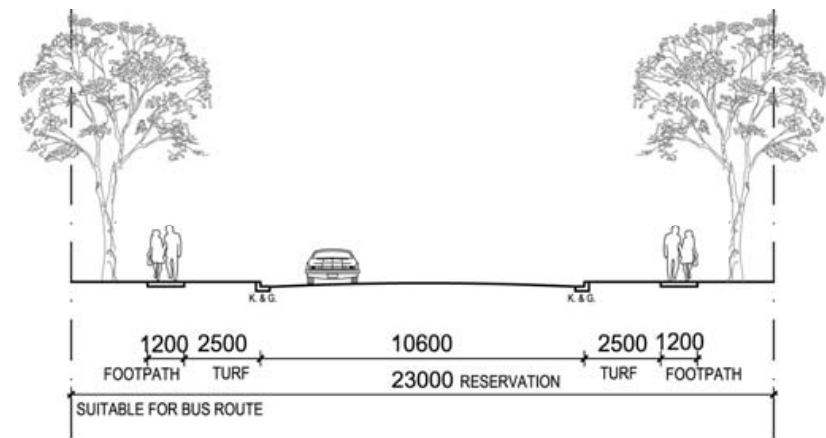 K. & G. K. & G.
1200 2500 10600 2500 1200
FOOTPATH TURF 23000 RESERVATION TURF FOOTPATH
SUITABLE FOR BUS ROUTE